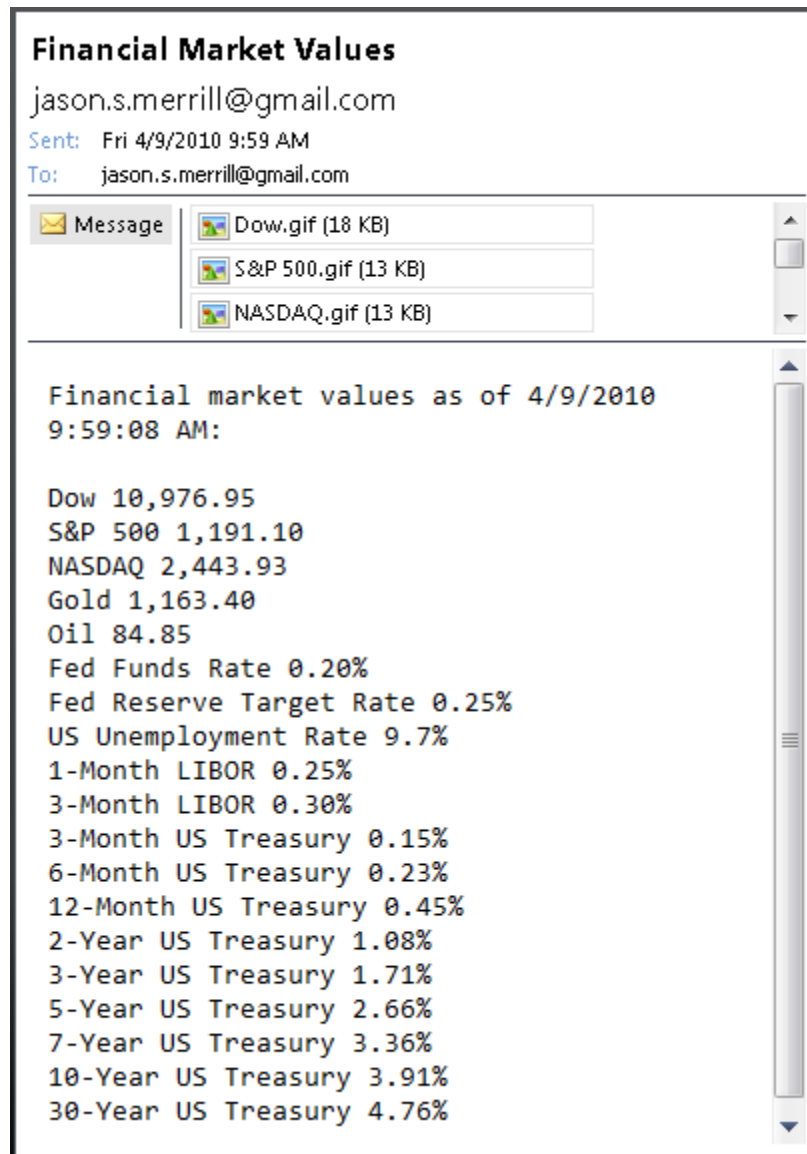 Financial Market Values
jason.s.merrill@gmail.com
Sent: Fri 4/9/2010 9:59 AM
To: jason.s.merrill@gmail.com
Message
Dow.gif (18 KB)
S&P 500.gif (13 KB)
NASDAQ.gif (13 KB)
Financial market values as of 4/9/2010
9:59:08 AM:
Dow 10,976.95
S&P 500 1,191.10
NASDAQ 2,443.93
Gold 1,163.40
Oil 84.85
Fed Funds Rate 0.20%
Fed Reserve Target Rate 0.25%
US Unemployment Rate 9.7%
1-Month LIBOR 0.25%
3-Month LIBOR 0.30%
3-Month US Treasury 0.15%
6-Month US Treasury 0.23%
12-Month US Treasury 0.45%
2-Year US Treasury 1.08%
3-Year US Treasury 1.71%
5-Year US Treasury 2.66%
7-Year US Treasury 3.36%
10-Year US Treasury 3.91%
30-Year US Treasury 4.76%